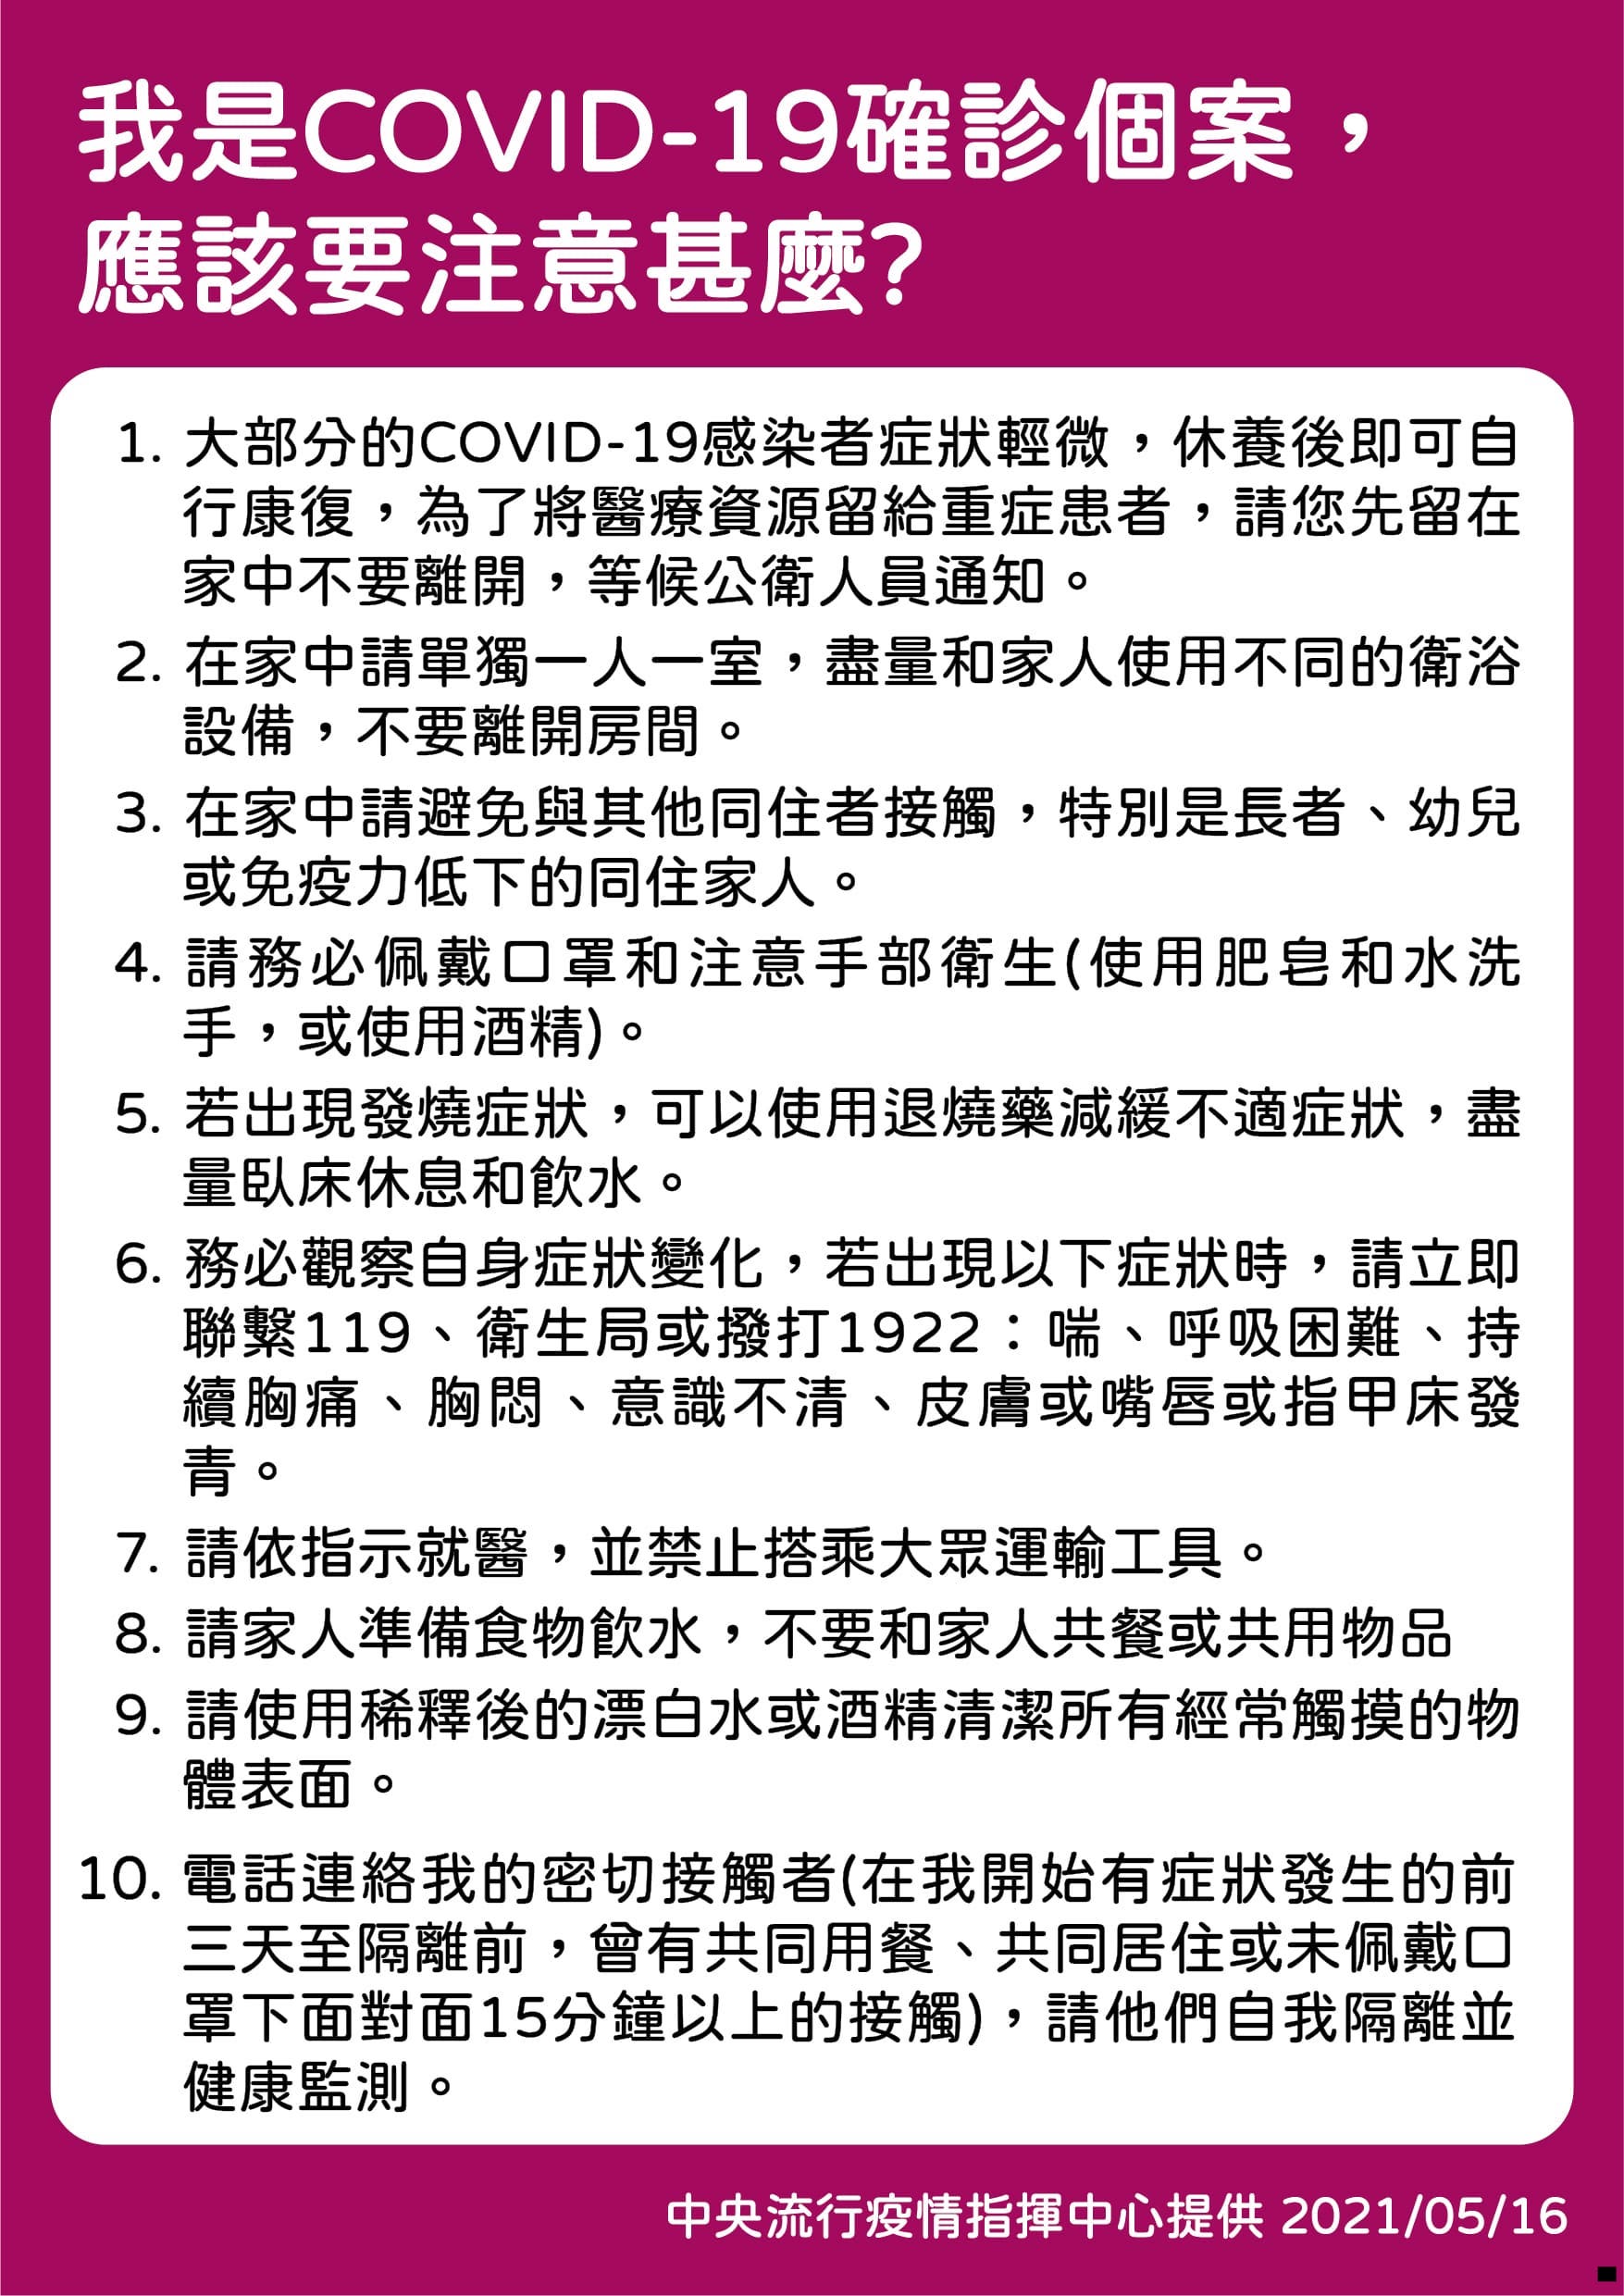 我是COVID-19確診個案，
應該要注意甚麼?
1. 大部分的COVID-19感染者症狀輕微，休養後即可自
行康復，為了將醫療資源留給重症患者，請您先留在
家中不要離開，等候公衛人員通知。
2. 在家中請單獨一人一室，盡量和家人使用不同的衛浴
設備，不要離開房間。
3. 在家中請避免與其他同住者接觸，特別是長者、幼兒
或免疫力低下的同住家人。
4. 請務必佩戴口罩和注意手部衛生(使用肥皂和水洗
手，或使用酒精)。
5. 若出現發燒症狀，可以使用退燒藥減緩不適症狀，盡
量臥床休息和飲水。
6. 務必觀察自身症狀變化，若出現以下症狀時，請立即
聯繫119、衛生局或撥打1922：喘、呼吸困難、持
續胸痛、胸悶、意識不清、皮膚或嘴唇或指甲床發
青。
7. 請依指示就醫，並禁止搭乘大眾運輸工具。
8. 請家人準備食物飲水，不要和家人共餐或共用物品
9. 請使用稀釋後的漂白水或酒精清潔所有經常觸摸的物
體表面。
10. 電話連絡我的密切接觸者(在我開始有症狀發生的前
三天至隔離前，曾有共同用餐、共同居住或未佩戴口
罩下面對面15分鐘以上的接觸)，請他們自我隔離並
健康監測。
中央流行疫情指揮中心提供 2021/05/16